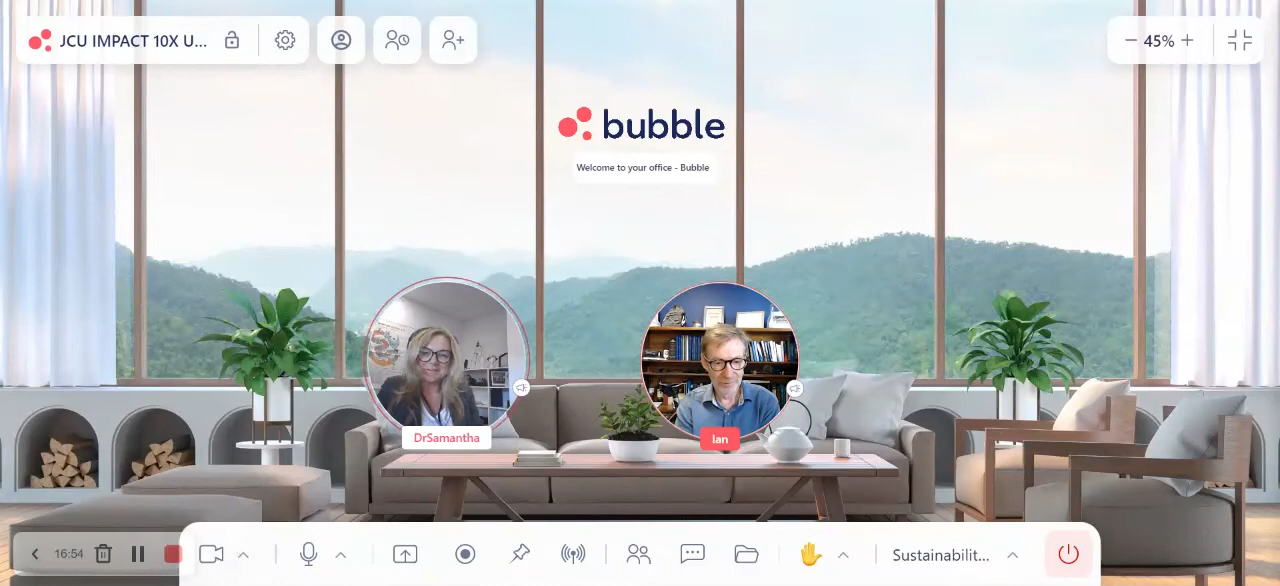 JCU IMPACT 10X U...
45%
bubble
Welcome to your office - Bubble
DrSamantha
Ian
16:54
Sustainabilit...